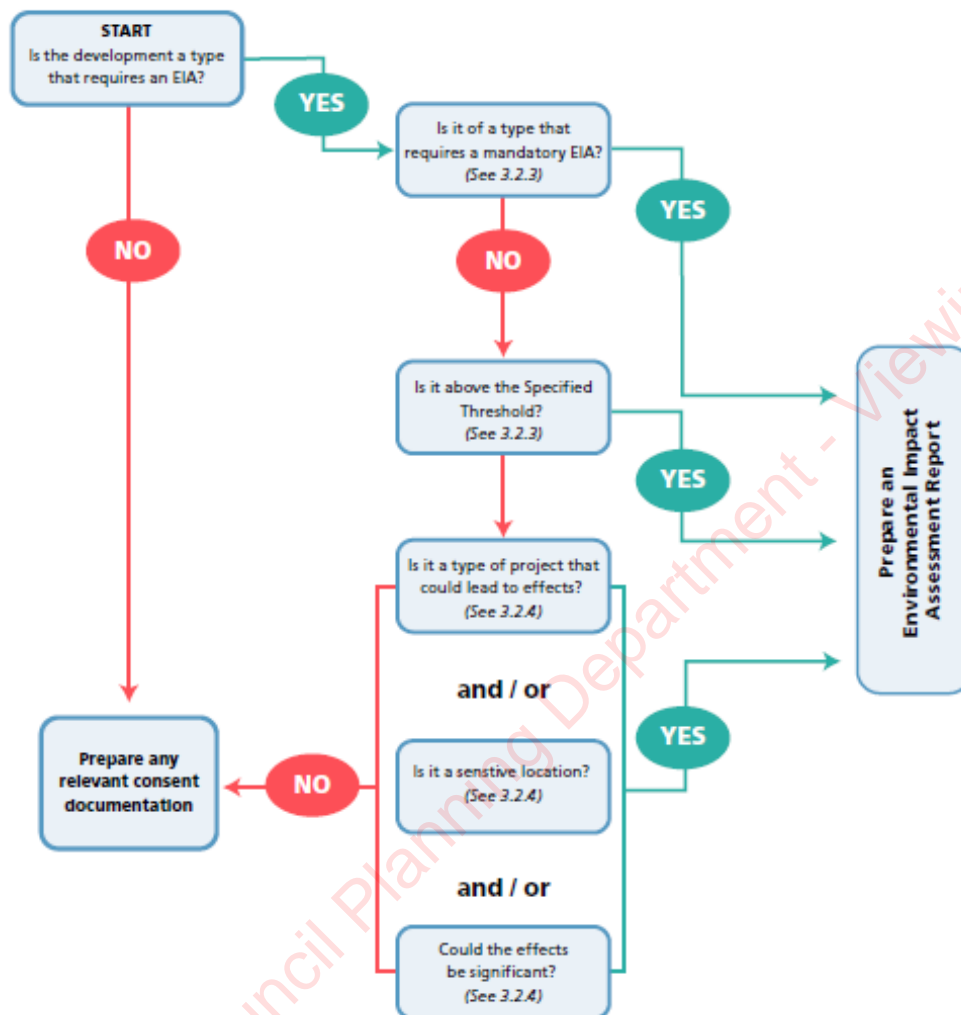 START
Is the development a type
that requires an EIA?
YES
Is it of a type that
requires a mandatory EIA?
(See 3.2.3)
YES
NO
NO
Is it above the Specified
Threshold?
(See 3.2.3)
YES
Prepare an
Environmental Impact
Assessment Report
Is it a type of project that
could lead to effects?
(See 3.2.4)
and / or
YES
Prepare any
relevant consent
documentation
NO
Is it a senstive location?
(See 3.2.4)
and / or
Could the effects
be significant?
(See 3.2.4)
Planning Department -